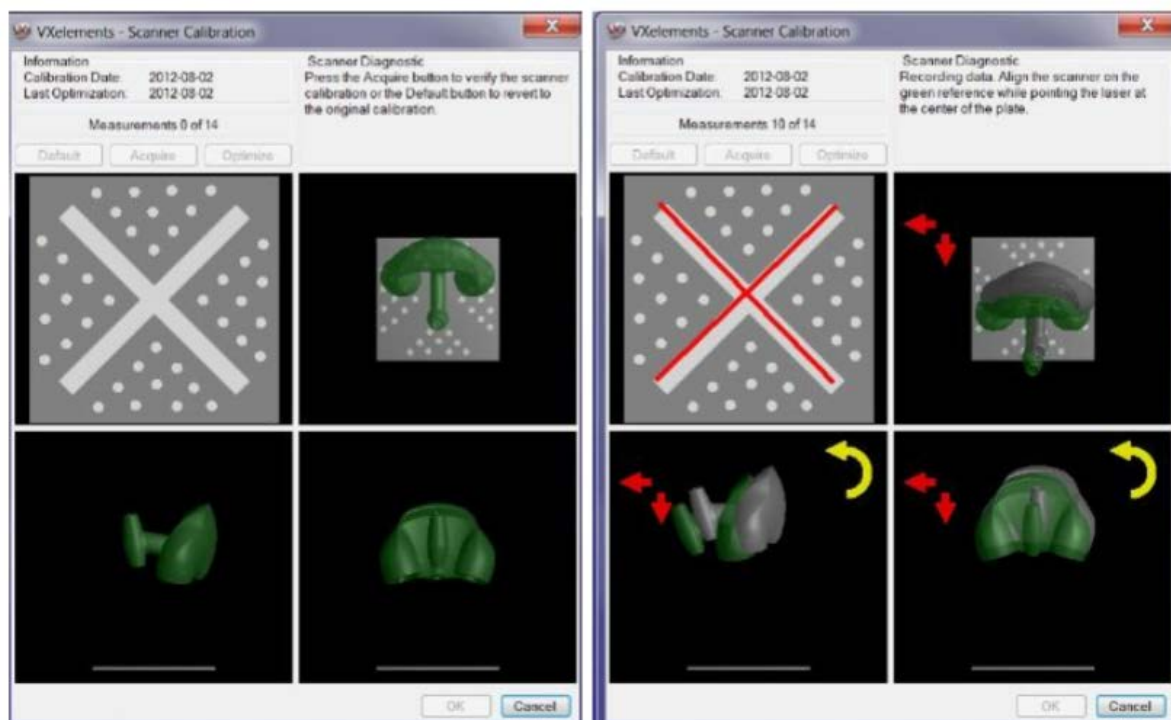 VXelements - Scanner Calibration
Information
Calibration Date: 2012-08-02
Last Optimization: 2012-08-02
Measurements 0 of 14
Default Acquire Optimize
Scanner Diagnostic
Press the Acquire button to verify the scanner
calibration or the Default button to revert to
the original calibration.
OK Cancel
VXelements - Scanner Calibration
Information
Calibration Date: 2012-08-02
Last Optimization: 2012-08-02
Measurements 10 of 14
Default Acquire Optimize
Scanner Diagnostic
Recording data. Align the scanner on the
green reference while pointing the laser at
the center of the plate.
OK Cancel